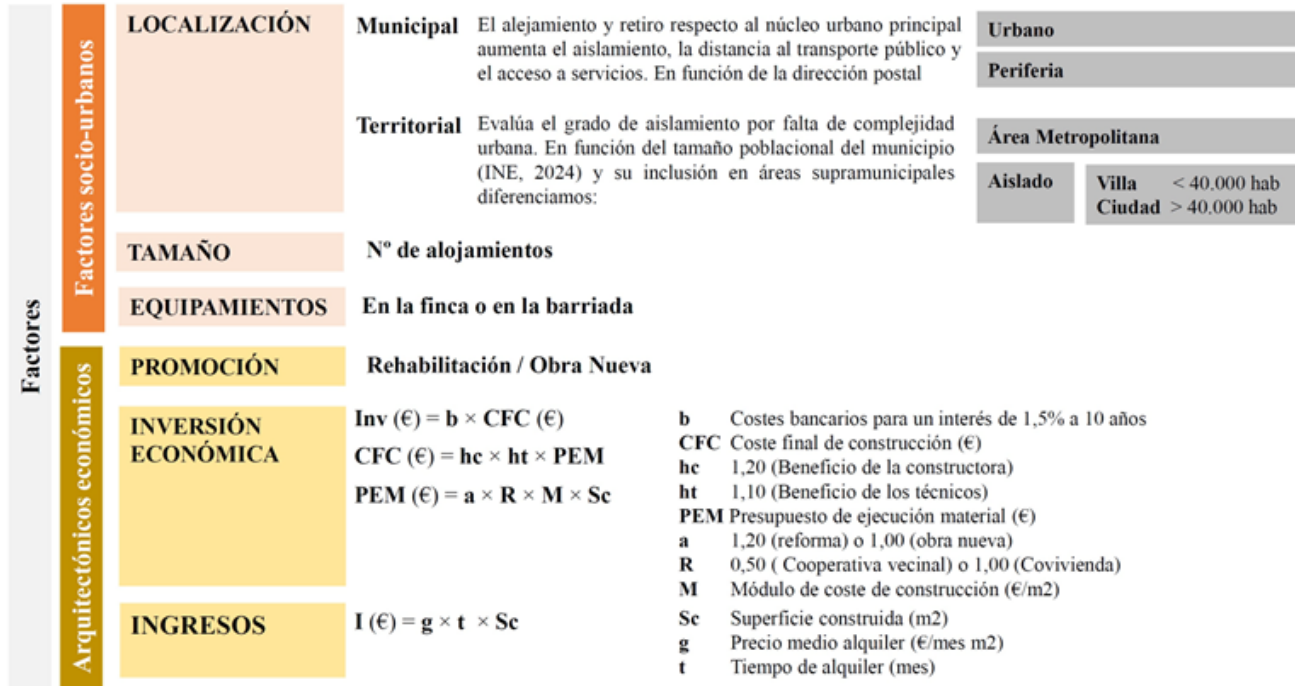 Factores
Factores socio-urbanos
LOCALIZACIÓN
Municipal
El alejamiento y retiro respecto al núcleo urbano principal
aumenta el aislamiento, la distancia al transporte público y
el acceso a servicios. En función de la dirección postal
Urbano
Periferia
Territorial
Evalúa el grado de aislamiento por falta de complejidad
urbana. En función del tamaño poblacional del municipio
(INE, 2024) y su inclusión en áreas supramunicipales
diferenciamos:
Área Metropolitana
Aislado
Villa < 40.000 hab
Ciudad > 40.000 hab
TAMAÑO
Nº de alojamientos
EQUIPAMIENTOS
En la finca o en la barriada
Arquitectónicos económicos
PROMOCIÓN
Rehabilitación / Obra Nueva
INVERSIÓN
ECONÓMICA
Inv (€) = b × CFC (€)
CFC (€) = hc × ht × PEM
PEM (€) = a × R × M × Sc
INGRESOS
I (€) = g × t × Sc
b Costes bancarios para un interés de 1,5% a 10 años
CFC Coste final de construcción (€)
hc 1,20 (Beneficio de la constructora)
ht 1,10 (Beneficio de los técnicos)
PEM Presupuesto de ejecución material (€)
a 1,20 (reforma) o 1,00 (obra nueva)
R 0,50 ( Cooperativa vecinal) o 1,00 (Covivienda)
M Módulo de coste de construcción (€/m2)
Sc Superficie construida (m2)
g Precio medio alquiler (€/mes m2)
t Tiempo de alquiler (mes)